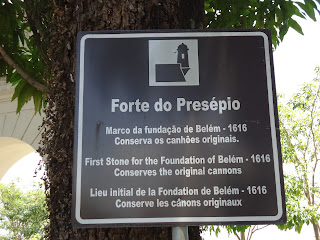 Forte do Presépio
Marco da fundação de Belém - 1616
Conserva os canhões originais.
First Stone for the Foundation of Belém - 1616
Conserves the original cannons
Lieu initial de la Fondation de Belém - 1616
Conserve les cânons originaux